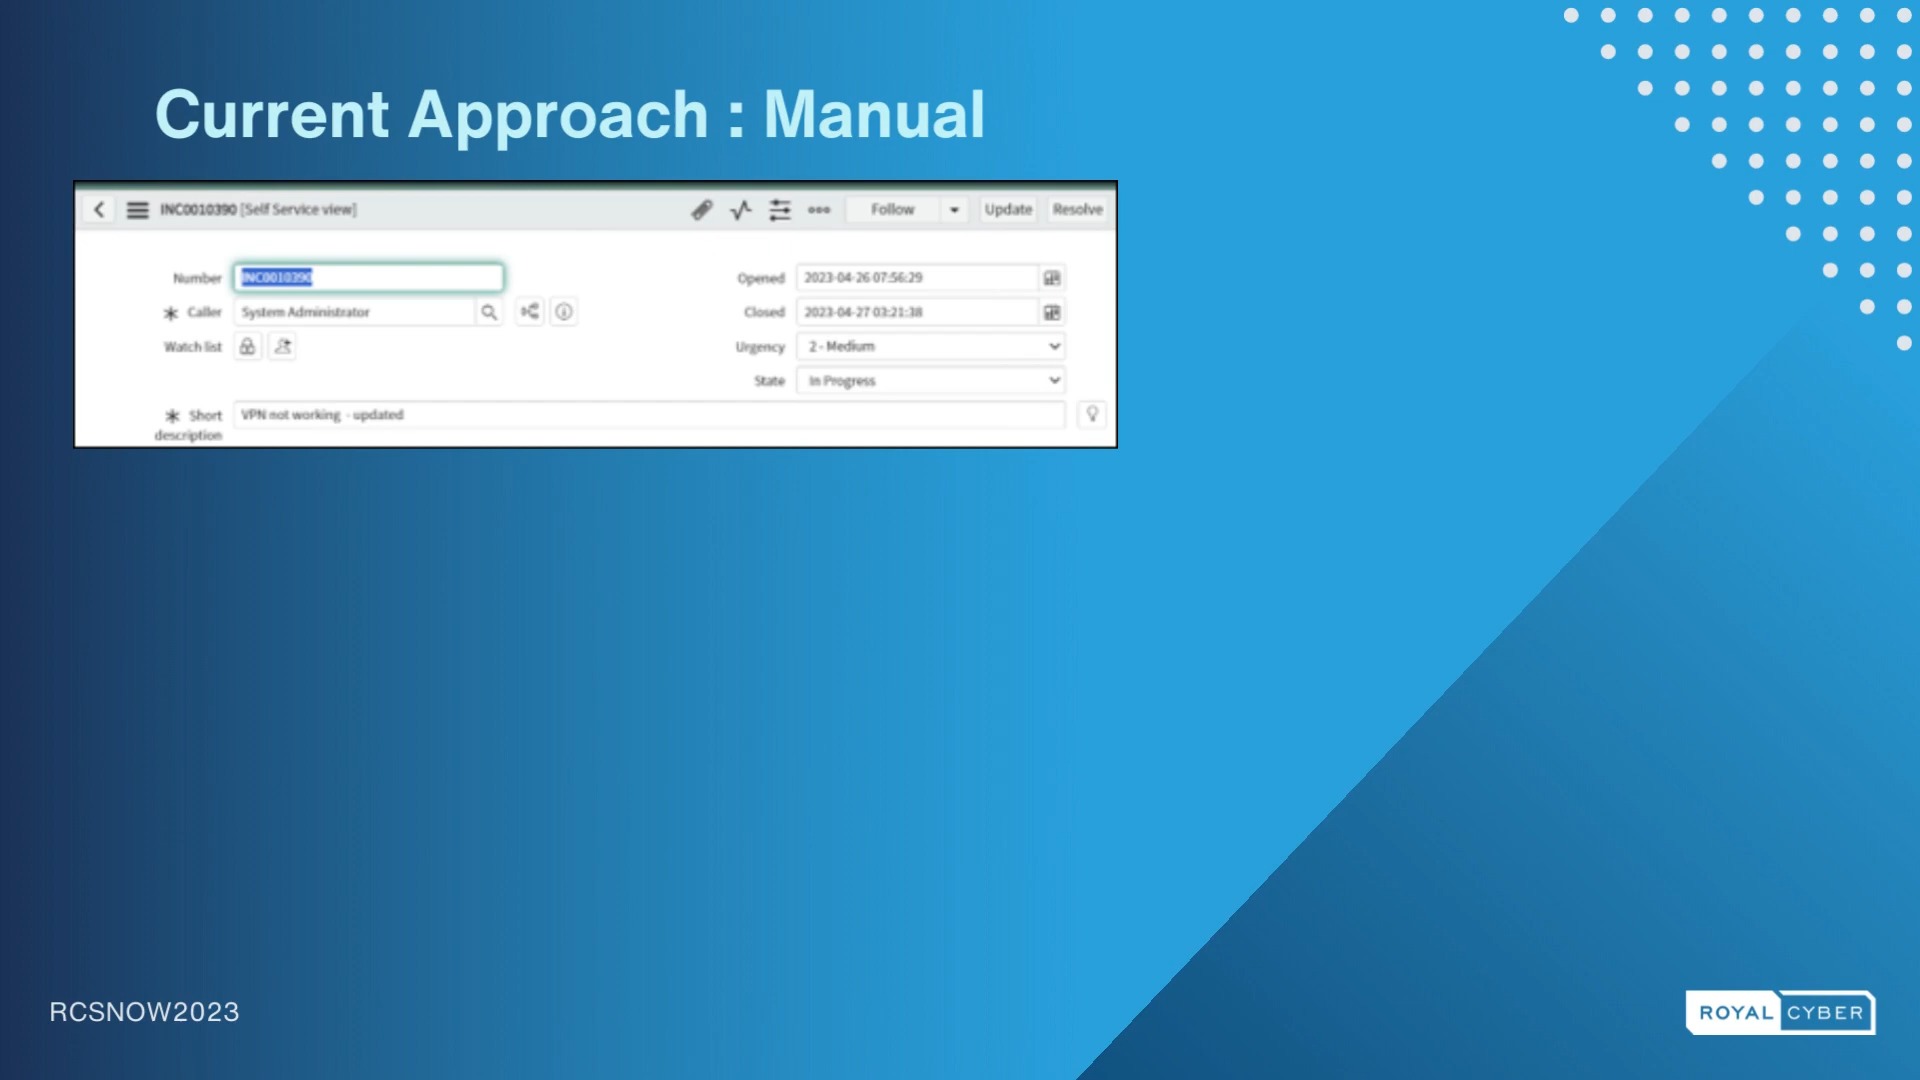 Current Approach : Manual
INC0010390 [Self Service view]
Follow
Update
Resolve
Number INC0010390
Opened 2023-04-26 07:56:29
Caller System Administrator
Closed 2023-04-27 03:21:38
Watch list
Urgency 2 - Medium
State In Progress
Short description VPN not working - updated
RCSNOW2023
ROYAL CYBER